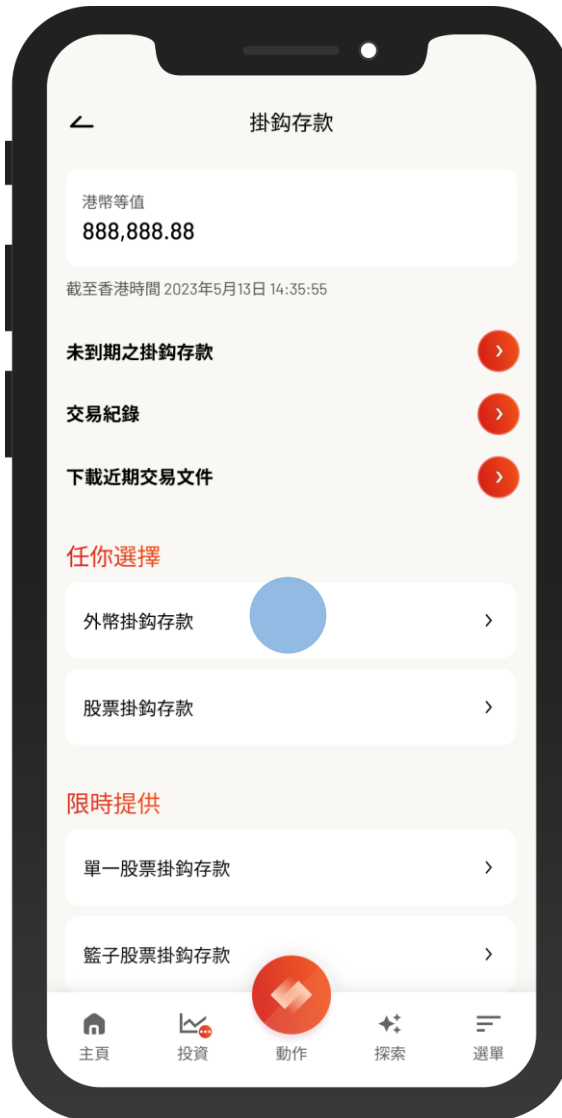 掛鈎存款
港幣等值
888,888.88
截至香港時間 2023年5月13日 14:35:55
未到期之掛鈎存款
交易紀錄
下載近期交易文件
任你選擇
外幣掛鈎存款
股票掛鈎存款
限時提供
單一股票掛鈎存款
籃子股票掛鈎存款
主頁
投資
動作
探索
選單